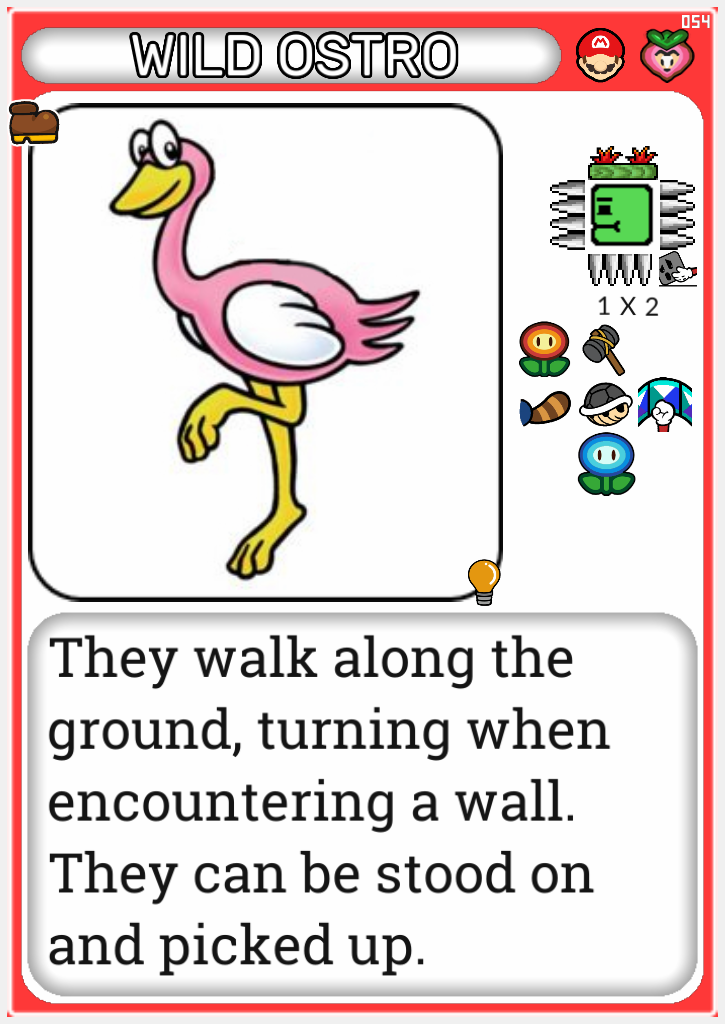 054
WILD OSTRO
1 X 2
They walk along the
ground, turning when
encountering a wall.
They can be stood on
and picked up.